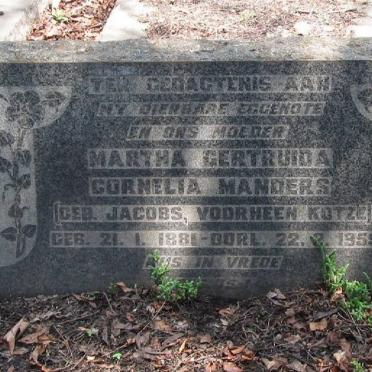 TER GEDAGTENIS AAN
MY DIERBARE EGGENOTE
EN ONS MOEDER
MARTHA GERTRUIDA
CORNELIA MANDERS
(GEB. JACOBS, VOORHEEN KOTZE)
GEB. 21. 1. 1881-OORL. 22.
RUS IN VREDE